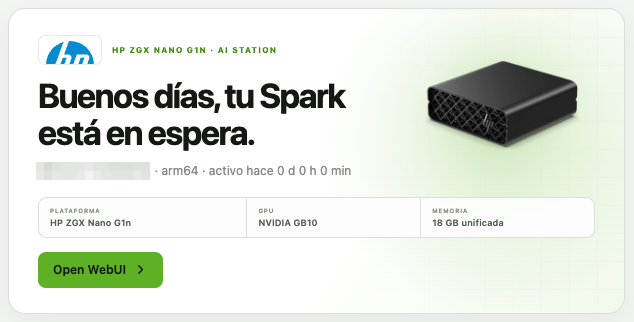 hp
HP ZGX NANO G1N · AI STATION
Buenos días, tu Spark
está en espera.
· arm64 · activo hace 0 d 0 h 0 min
PLATAFORMA
HP ZGX Nano G1n
GPU
NVIDIA GB10
MEMORIA
18 GB unificada
Open WebUI